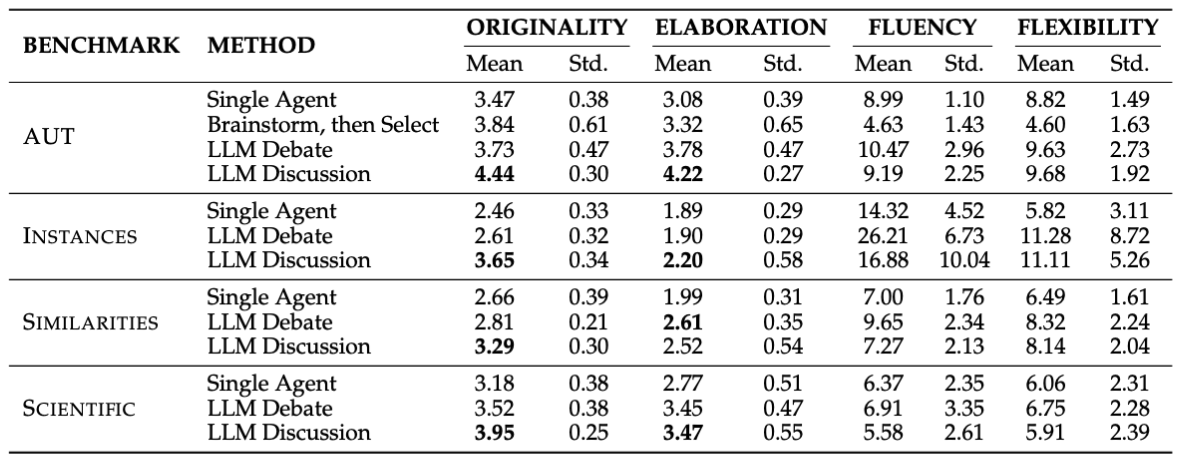 BENCHMARK METHOD ORIGINALITY ELABORATION FLUENCY FLEXIBILITY
Mean Std. Mean Std. Mean Std. Mean Std.
AUT
Single Agent 3.47 0.38 3.08 0.39 8.99 1.10 8.82 1.49
Brainstorm, then Select 3.84 0.61 3.32 0.65 4.63 1.43 4.60 1.63
LLM Debate 3.73 0.47 3.78 0.47 10.47 2.96 9.63 2.73
LLM Discussion 4.44 0.30 4.22 0.27 9.19 2.25 9.68 1.92
INSTANCES
Single Agent 2.46 0.33 1.89 0.29 14.32 4.52 5.82 3.11
LLM Debate 2.61 0.32 1.90 0.29 26.21 6.73 11.28 8.72
LLM Discussion 3.65 0.34 2.20 0.58 16.88 10.04 11.11 5.26
SIMILARITIES
Single Agent 2.66 0.39 1.99 0.31 7.00 1.76 6.49 1.61
LLM Debate 2.81 0.21 2.61 0.35 9.65 2.34 8.32 2.24
LLM Discussion 3.29 0.30 2.52 0.54 7.27 2.13 8.14 2.04
SCIENTIFIC
Single Agent 3.18 0.38 2.77 0.51 6.37 2.35 6.06 2.31
LLM Debate 3.52 0.38 3.45 0.47 6.91 3.35 6.75 2.28
LLM Discussion 3.95 0.25 3.47 0.55 5.58 2.61 5.91 2.39